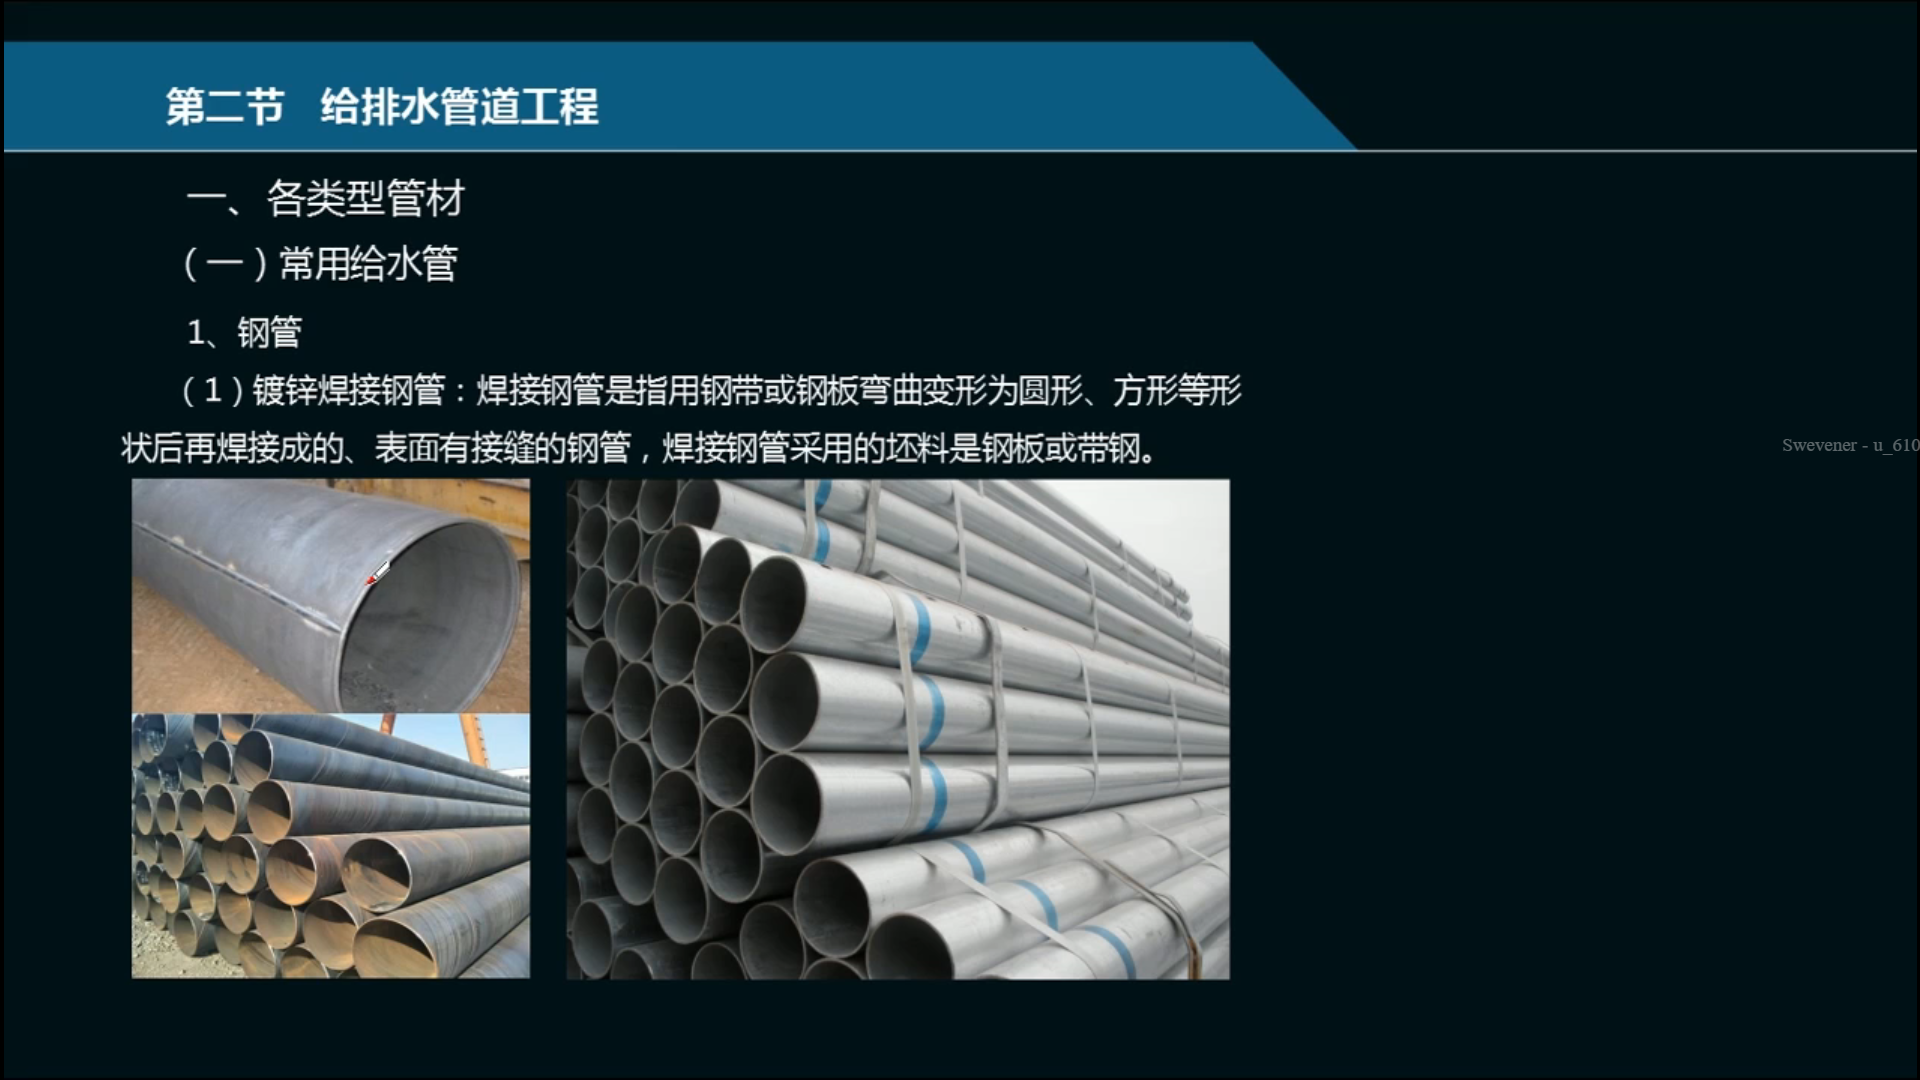 第二节 给排水管道工程
一、各类型管材
（一）常用给水管
1、钢管
（1）镀锌焊接钢管：焊接钢管是指用钢带或钢板弯曲变形为圆形、方形等形
状后再焊接成的、表面有接缝的钢管，焊接钢管采用的坯料是钢板或带钢。
Swevener - u_610